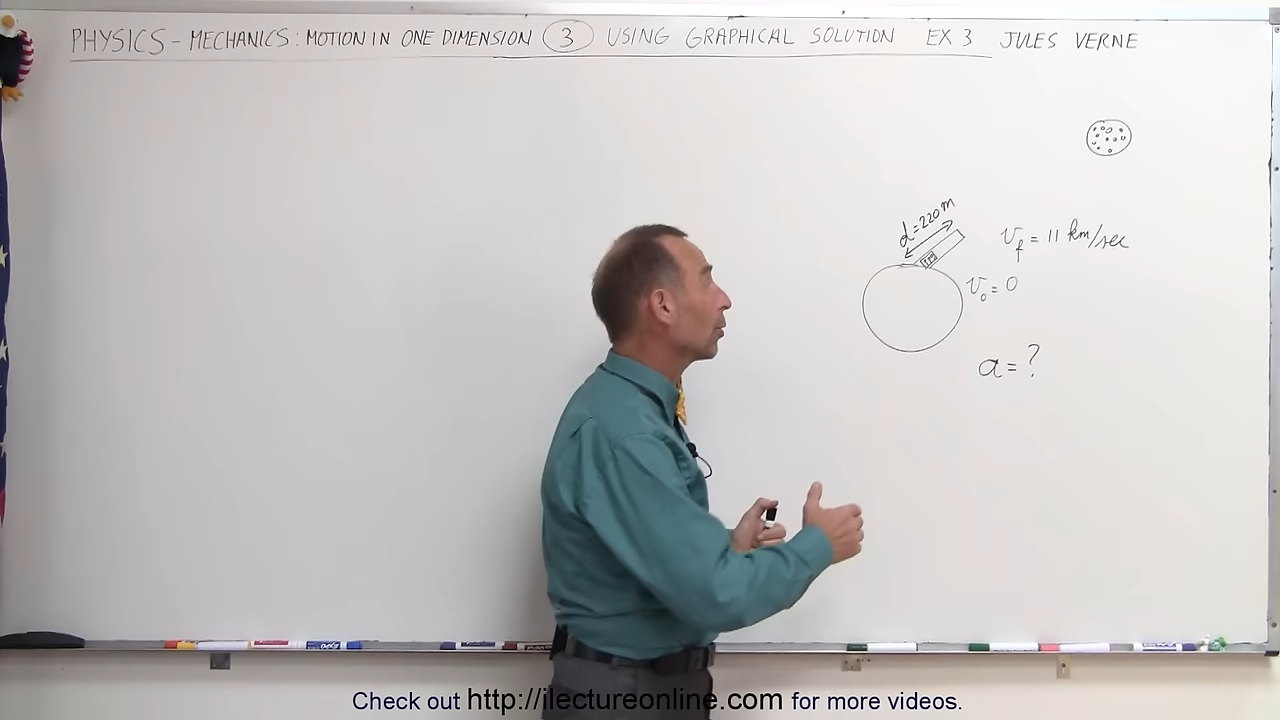 PHYSICS - MECHANICS: MOTION IN ONE DIMENSION 3 USING GRAPHICAL SOLUTION EX 3 JULES VERNE
d = 220 m
v_f = 11 km/sec
v_o = 0
a = ?
Check out http://ilectureonline.com for more videos.